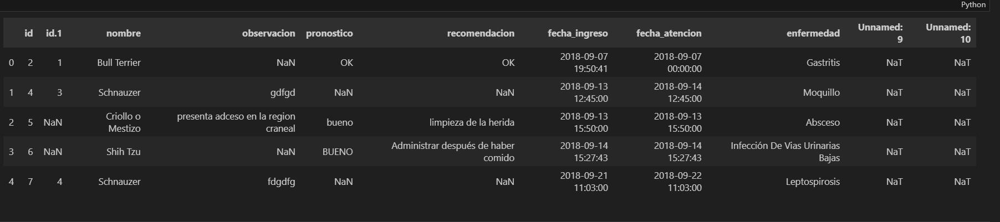 Python
id id.1 nombre observacion pronostico recomendacion fecha_ingreso fecha_atencion enfermedad Unnamed: 9 Unnamed: 10
0 2 1 Bull Terrier NaN OK OK 2018-09-07 19:50:41 2018-09-07 00:00:00 Gastritis NaT NaT
1 4 3 Schnauzer gdfgd NaN NaN 2018-09-13 12:45:00 2018-09-14 12:45:00 Moquillo NaT NaT
2 5 NaN Criollo o Mestizo presenta adceso en la region craneal bueno limpieza de la herida 2018-09-13 15:50:00 2018-09-13 15:50:00 Absceso NaT NaT
3 6 NaN Shih Tzu NaN BUENO Administrar después de haber comido 2018-09-14 15:27:43 2018-09-14 15:27:43 Infección De Vias Urinarias Bajas NaT NaT
4 7 4 Schnauzer fdgdfg NaN NaN 2018-09-21 11:03:00 2018-09-22 11:03:00 Leptospirosis NaT NaT